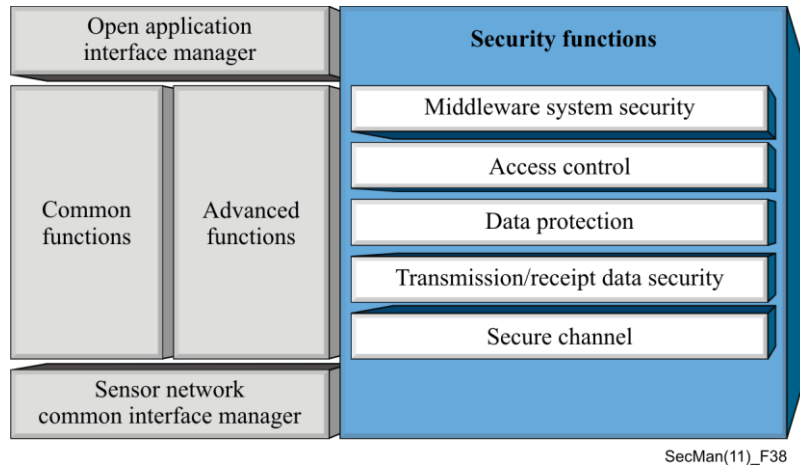 Open application
interface manager
Security functions
Middleware system security
Access control
Common
functions
Advanced
functions
Data protection
Transmission/receipt data security
Secure channel
Sensor network
common interface manager
SecMan(11)_F38